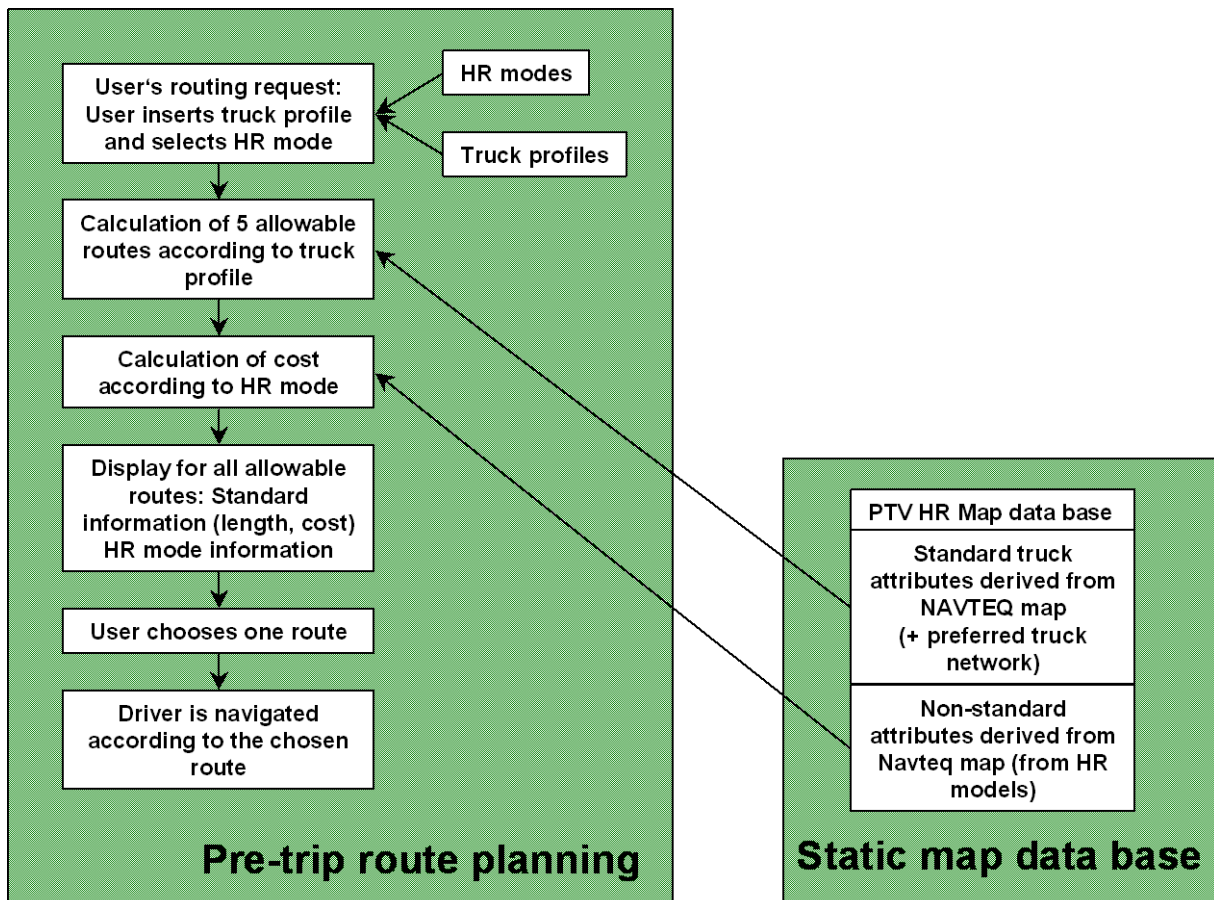 User‘s routing request:
User inserts truck profile
and selects HR mode
HR modes
Truck profiles
Calculation of 5 allowable
routes according to truck
profile
Calculation of cost
according to HR mode
Display for all allowable
routes: Standard
information (length, cost)
HR mode information
User chooses one route
Driver is navigated
according to the chosen
route
Pre-trip route planning
PTV HR Map data base
Standard truck
attributes derived from
NAVTEQ map
(+ preferred truck
network)
Non-standard
attributes derived from
Navteq map (from HR
models)
Static map data base